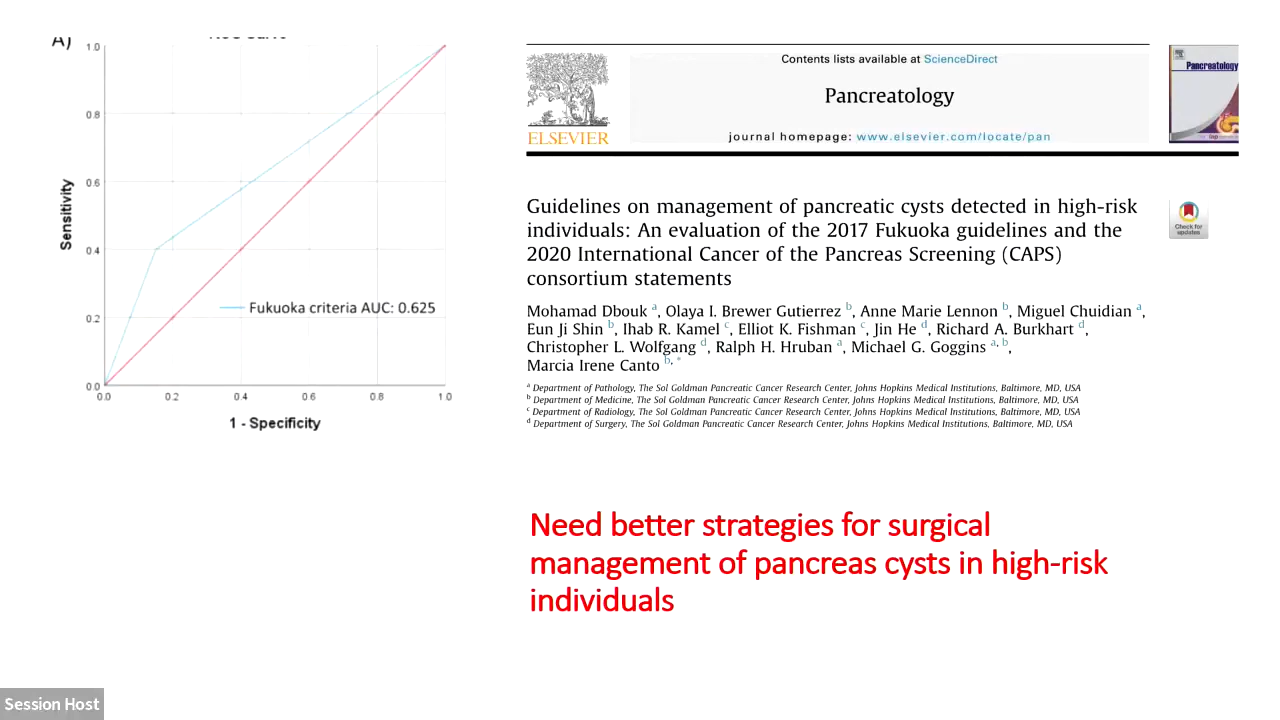 A)
1.0
0.8
0.6
0.4
0.2
0.0
0.0 0.2 0.4 0.6 0.8 1.0
Sensitivity
1 - Specificity
Fukuoka criteria AUC: 0.625
Contents lists available at ScienceDirect
Pancreatology
journal homepage: www.elsevier.com/locate/pan
ELSEVIER
Pancreatology
Guidelines on management of pancreatic cysts detected in high-risk
individuals: An evaluation of the 2017 Fukuoka guidelines and the
2020 International Cancer of the Pancreas Screening (CAPS)
consortium statements
Check for
updates
Mohamad Dbouk a, Olaya I. Brewer Gutierrez b, Anne Marie Lennon b, Miguel Chuidian a,
Eun Ji Shin b, Ihab R. Kamel c, Elliot K. Fishman c, Jin He d, Richard A. Burkhart d,
Christopher L. Wolfgang d, Ralph H. Hruban a, Michael G. Goggins a, b,
Marcia Irene Canto b, *
a Department of Pathology, The Sol Goldman Pancreatic Cancer Research Center, Johns Hopkins Medical Institutions, Baltimore, MD, USA
b Department of Medicine, The Sol Goldman Pancreatic Cancer Research Center, Johns Hopkins Medical Institutions, Baltimore, MD, USA
c Department of Radiology, The Sol Goldman Pancreatic Cancer Research Center, Johns Hopkins Medical Institutions, Baltimore, MD, USA
d Department of Surgery, The Sol Goldman Pancreatic Cancer Research Center, Johns Hopkins Medical Institutions, Baltimore, MD, USA
Need better strategies for surgical
management of pancreas cysts in high-risk
individuals
Session Host